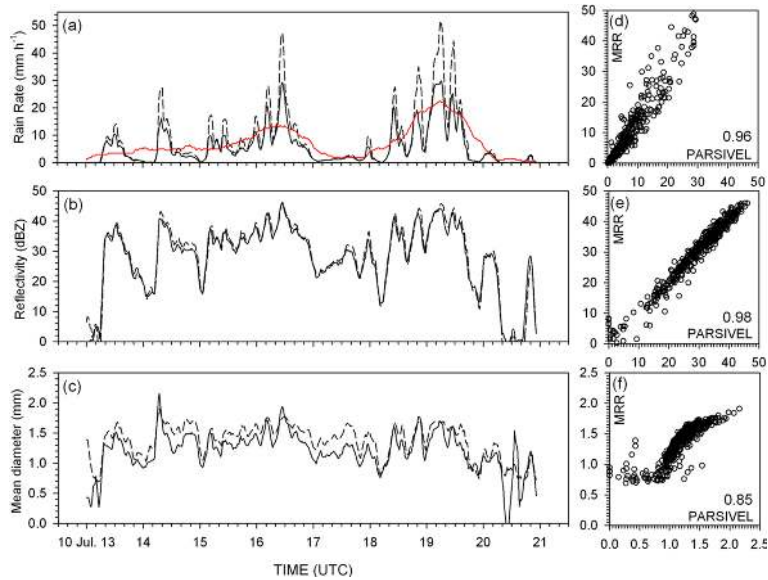 (a)
Rain Rate (mm h⁻¹)
50
40
30
20
10
0
(b)
Reflectivity (dBZ)
50
40
30
20
10
0
(c)
Mean diameter (mm)
2.5
2.0
1.5
1.0
0.5
0.0
10 Jul. 13 14 15 16 17 18 19 20 21
TIME (UTC)
(d)
MRR
50
40
30
20
10
0
0.96
PARSIVEL
0 10 20 30 40 50
(e)
MRR
50
40
30
20
10
0
0.98
PARSIVEL
0 10 20 30 40 50
(f)
MRR
2.5
2.0
1.5
1.0
0.5
0.0
0.85
PARSIVEL
0.0 0.5 1.0 1.5 2.0 2.5